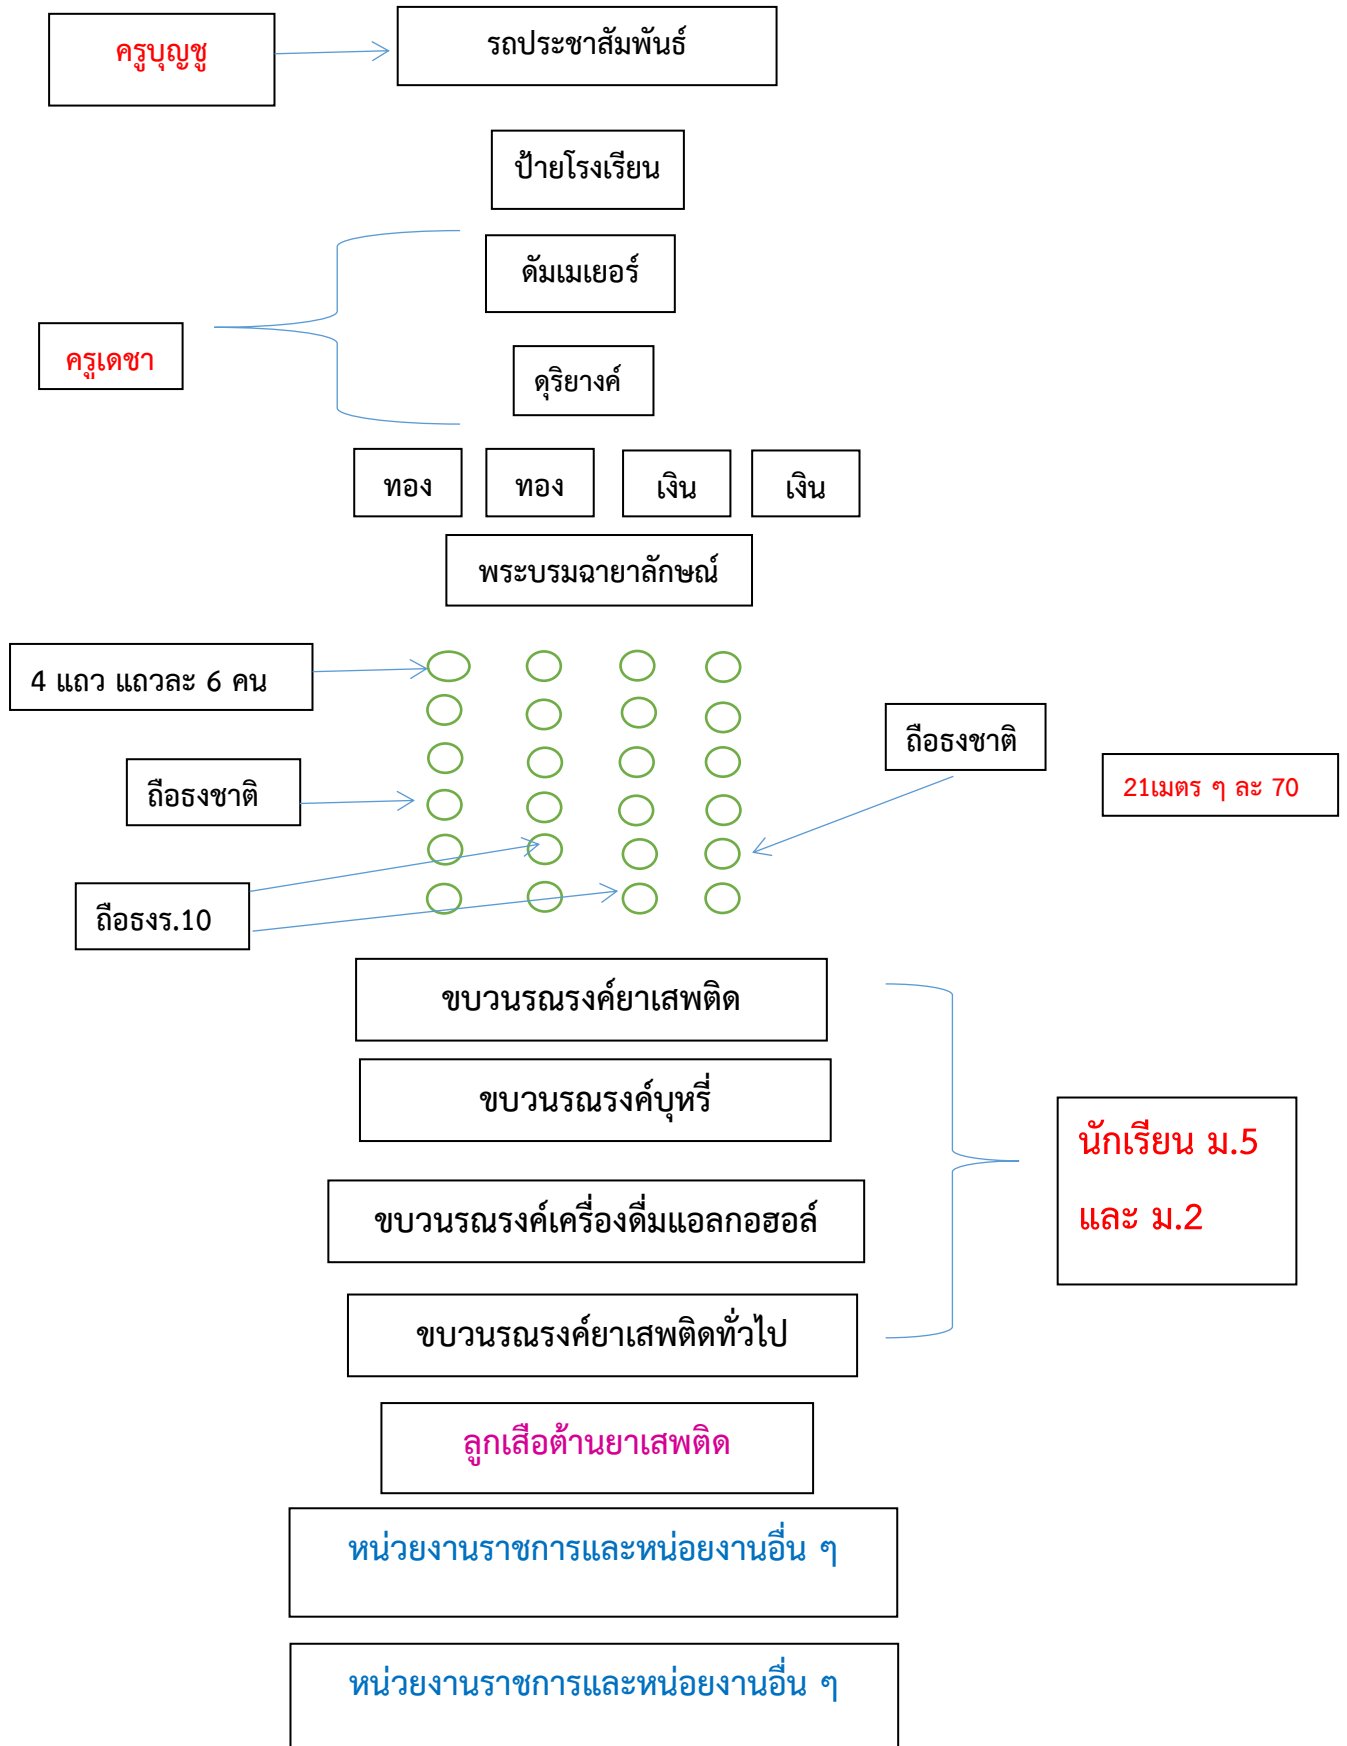 ครูบุญชู
รถประชาสัมพันธ์
ป้ายโรงเรียน
ดัมเมเยอร์
ครูเดชา
ดุริยางค์
ทอง
ทอง
เงิน
เงิน
พระบรมฉายาลักษณ์
4 แถว แถวละ 6 คน
ถือธงชาติ
ถือธงชาติ
21เมตร ๆ ละ 70
ถือธงร.10
ขบวนรณรงค์ยาเสพติด
ขบวนรณรงค์บุหรี่
นักเรียน ม.5
และ ม.2
ขบวนรณรงค์เครื่องดื่มแอลกอฮอล์
ขบวนรณรงค์ยาเสพติดทั่วไป
ลูกเสือต้านยาเสพติด
หน่วยงานราชการและหน่อยงานอื่น ๆ
หน่วยงานราชการและหน่อยงานอื่น ๆ